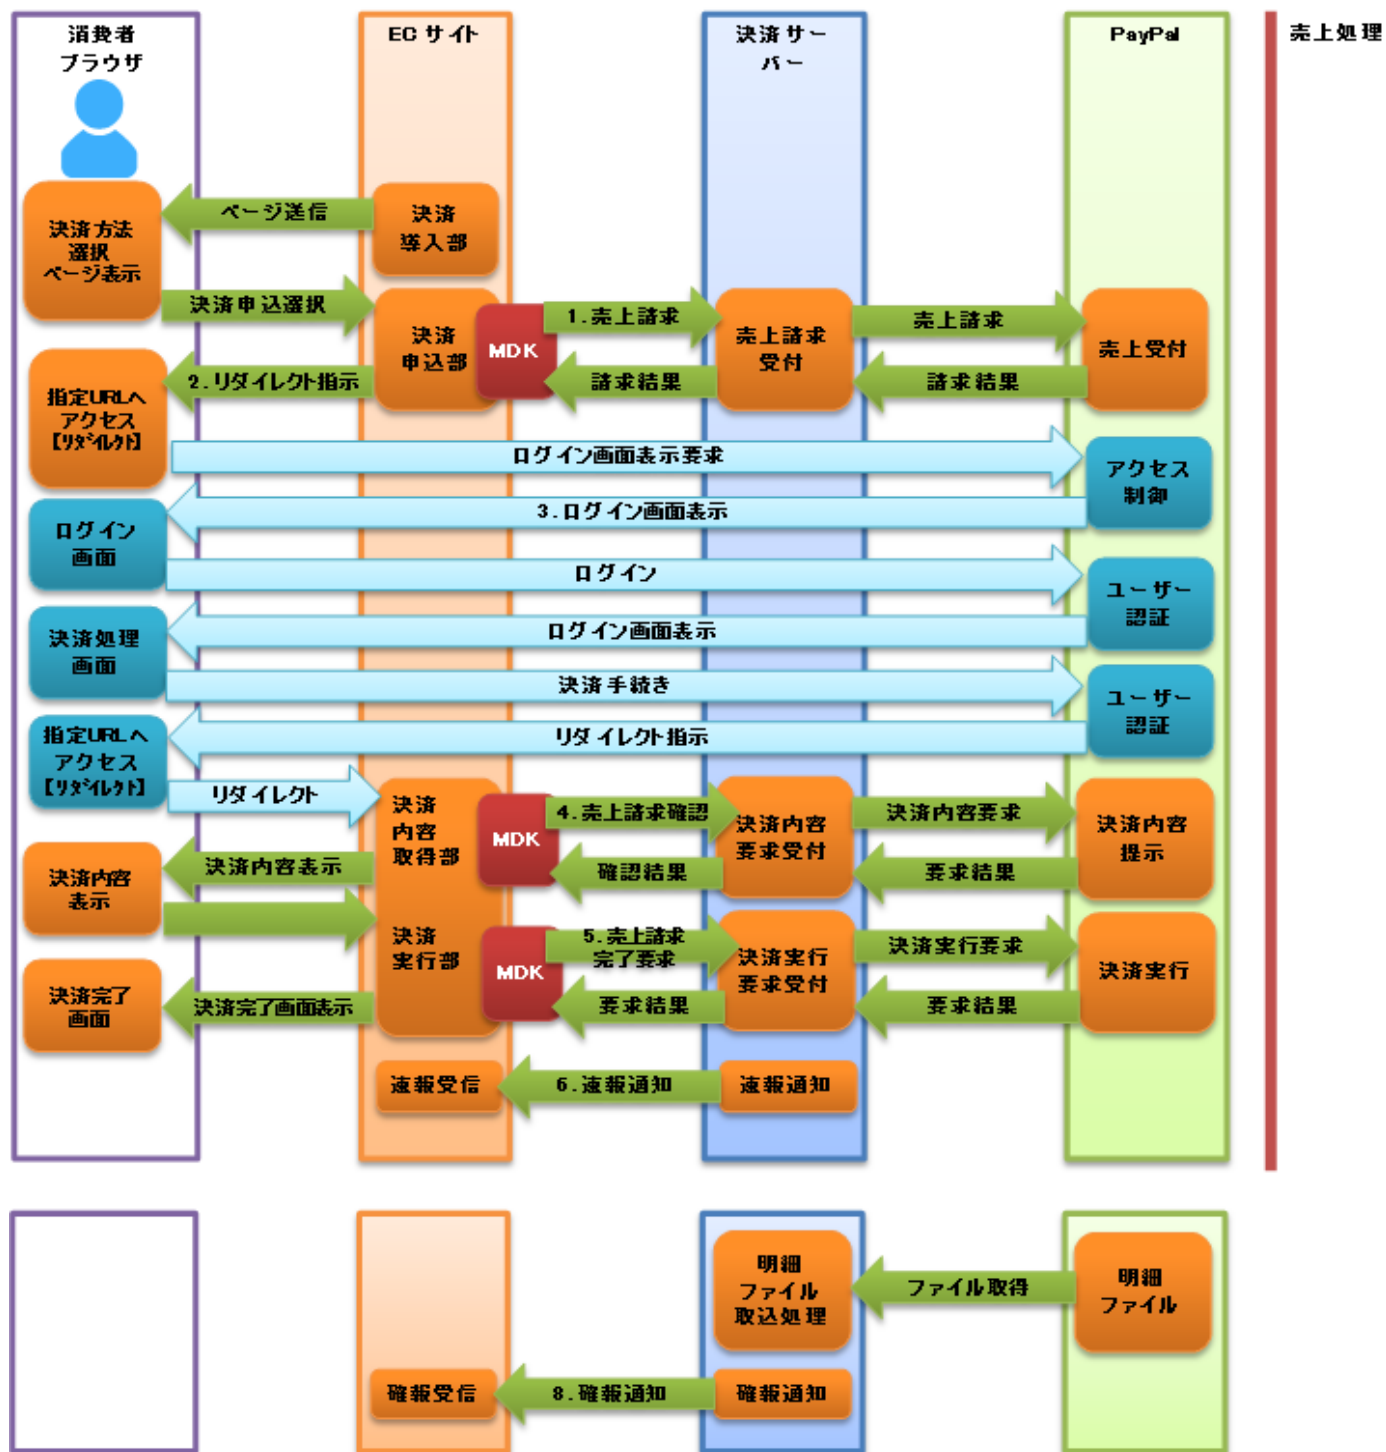 消費者
ブラウザ
ECサイト
決済サー
バー
PayPal
売上処理
決済方法
選択
ページ表示
ページ送信
決済
導入部
決済申込選択
決済
申込部
MDK
1.売上請求
売上請求
受付
売上請求
売上受付
2.リダイレクト指示
請求結果
請求結果
指定URLへ
アクセス
【リダイレクト】
ログイン画面表示要求
アクセス
制御
3.ログイン画面表示
ログイン
画面
ログイン
ユーザー
認証
ログイン画面表示
決済処理
画面
決済手続き
ユーザー
認証
リダイレクト指示
指定URLへ
アクセス
【リダイレクト】
リダイレクト
決済
内容
取得部
MDK
4.売上請求確認
決済内容
要求受付
決済内容要求
決済内容
提示
決済内容表示
確認結果
要求結果
決済内容
表示
決済
実行部
MDK
5.売上請求
完了要求
決済実行
要求受付
決済実行要求
決済実行
決済完了
画面
決済完了画面表示
要求結果
要求結果
速報受信
6.速報通知
速報通知
明細
ファイル
取込処理
ファイル取得
明細
ファイル
確報受信
8.確報通知
確報通知